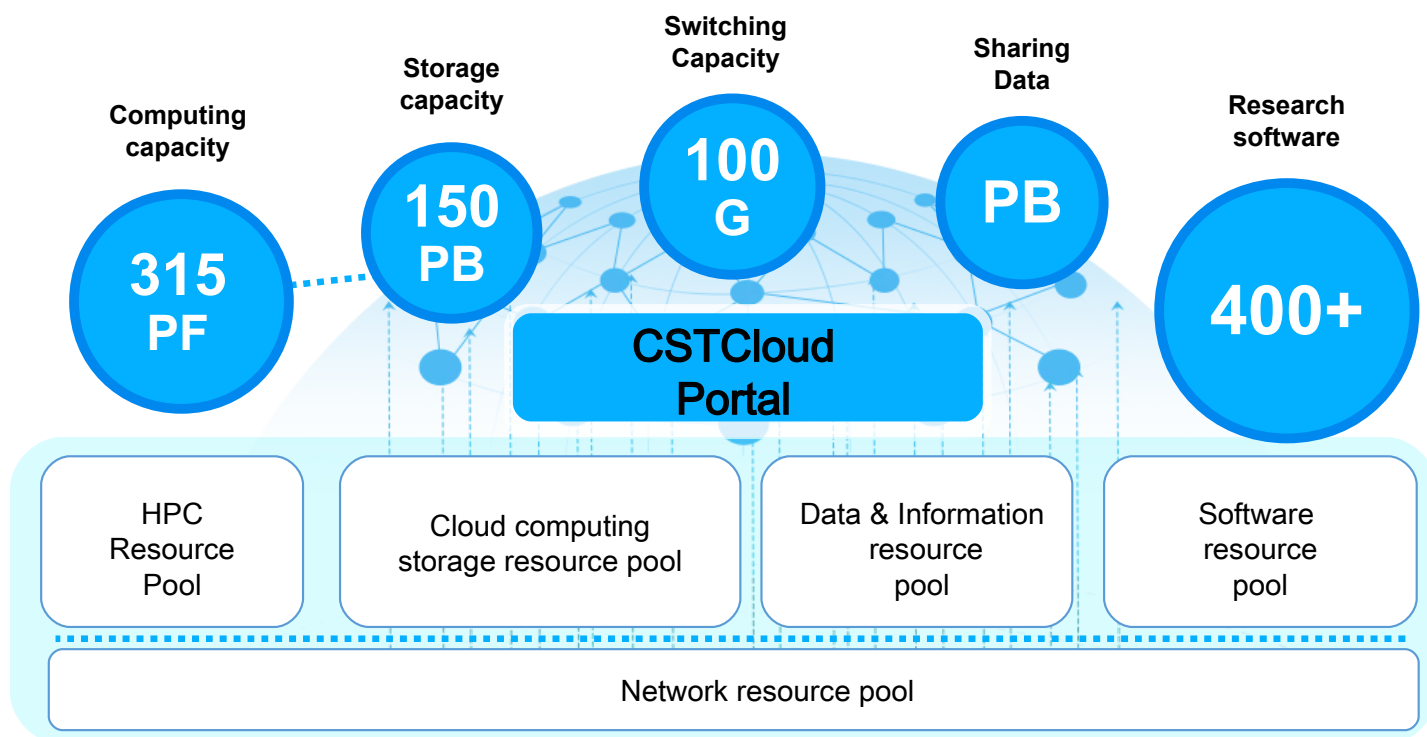 Computing
capacity
315
PF
Storage
capacity
150
PB
Switching
Capacity
100
G
Sharing
Data
PB
Research
software
400+
CSTCloud
Portal
HPC
Resource
Pool
Cloud computing
storage resource pool
Data & Information
resource
pool
Software
resource
pool
Network resource pool